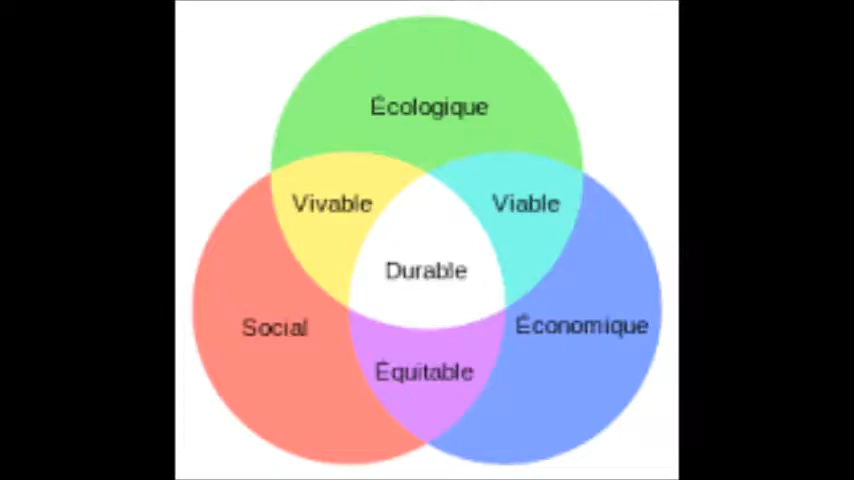 Écologique
Vivable
Viable
Durable
Social
Économique
Équitable